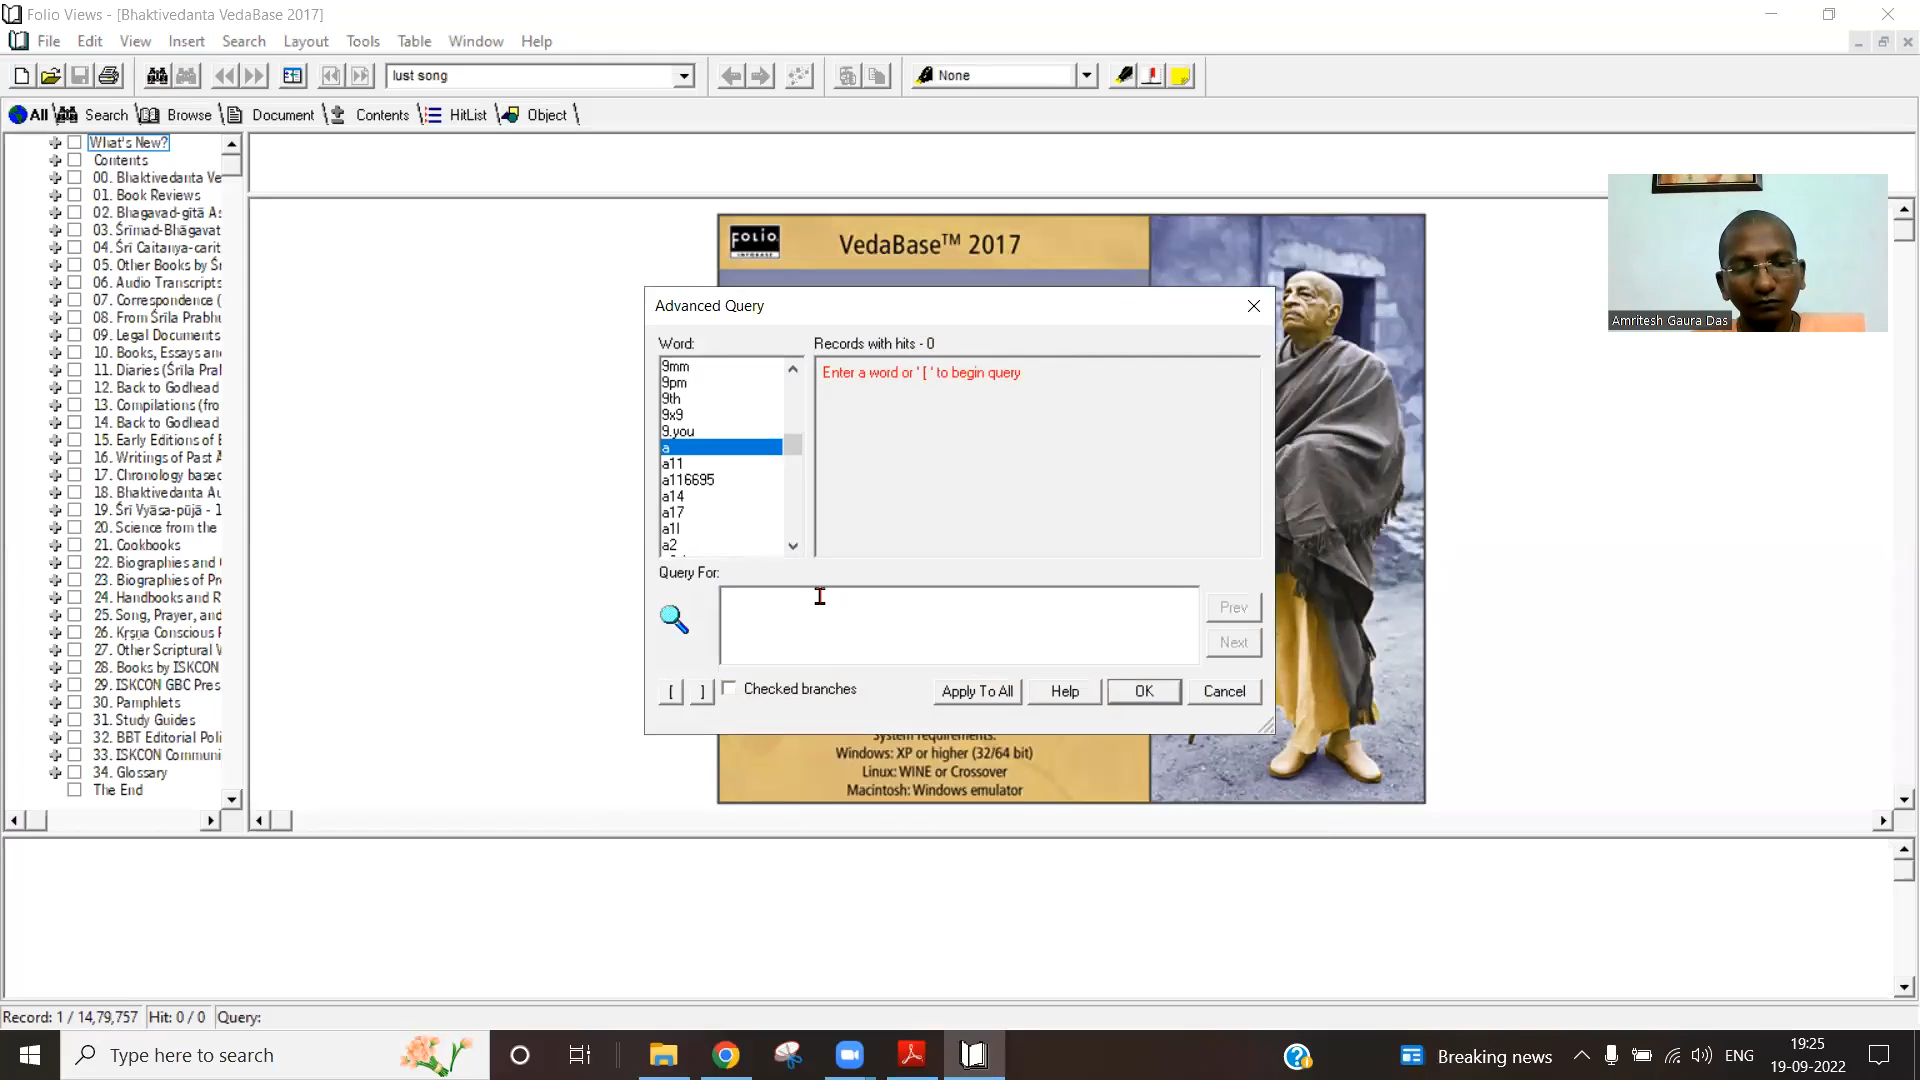 Folio Views - [Bhaktivedanta VedaBase 2017]
File Edit View Insert Search Layout Tools Table Window Help
lust song
None
All Search Browse Document Contents HitList Object
What's New?
Contents
00. Bhaktivedanta Ve
01. Book Reviews
02. Bhagavad-gītā As
03. Śrīmad-Bhāgavat
04. Śrī Caitanya-carit
05. Other Books by Śr
06. Audio Transcripts
07. Correspondence (
08. From Śrīla Prabhu
09. Legal Documents
10. Books, Essays an
11. Diaries (Śrīla Pral
12. Back to Godhead
13. Compilations (fro
14. Back to Godhead
15. Early Editions of E
16. Writings of Past A
17. Chronology based
18. Bhaktivedanta Au
19. Śrī Vyāsa-pūjā - 1
20. Science from the
21. Cookbooks
22. Biographies and
23. Biographies of Pr
24. Handbooks and R
25. Song, Prayer, and
26. Kṛṣṇa Conscious F
27. Other Scriptural V
28. Books by ISKCON
29. ISKCON GBC Pres
30. Pamphlets
31. Study Guides
32. BBT Editorial Poli
33. ISKCON Communi
34. Glossary
The End
FOLIO
INFOBASE
VedaBase™ 2017
Advanced Query
Word:
Records with hits - 0
9mm
9pm
9th
9x9
9.you
a
a11
a116695
a14
a17
a1l
a2
Enter a word or ' [ ' to begin query
Query For:
Prev
Next
[ ] Checked branches Apply To All Help OK Cancel
System requirements:
Windows: XP or higher (32/64 bit)
Linux: WINE or Crossover
Macintosh: Windows emulator
Amritesh Gaura Das
Record: 1 / 14,79,757 Hit: 0 / 0 Query:
Type here to search
Breaking news
ENG
19:25
19-09-2022